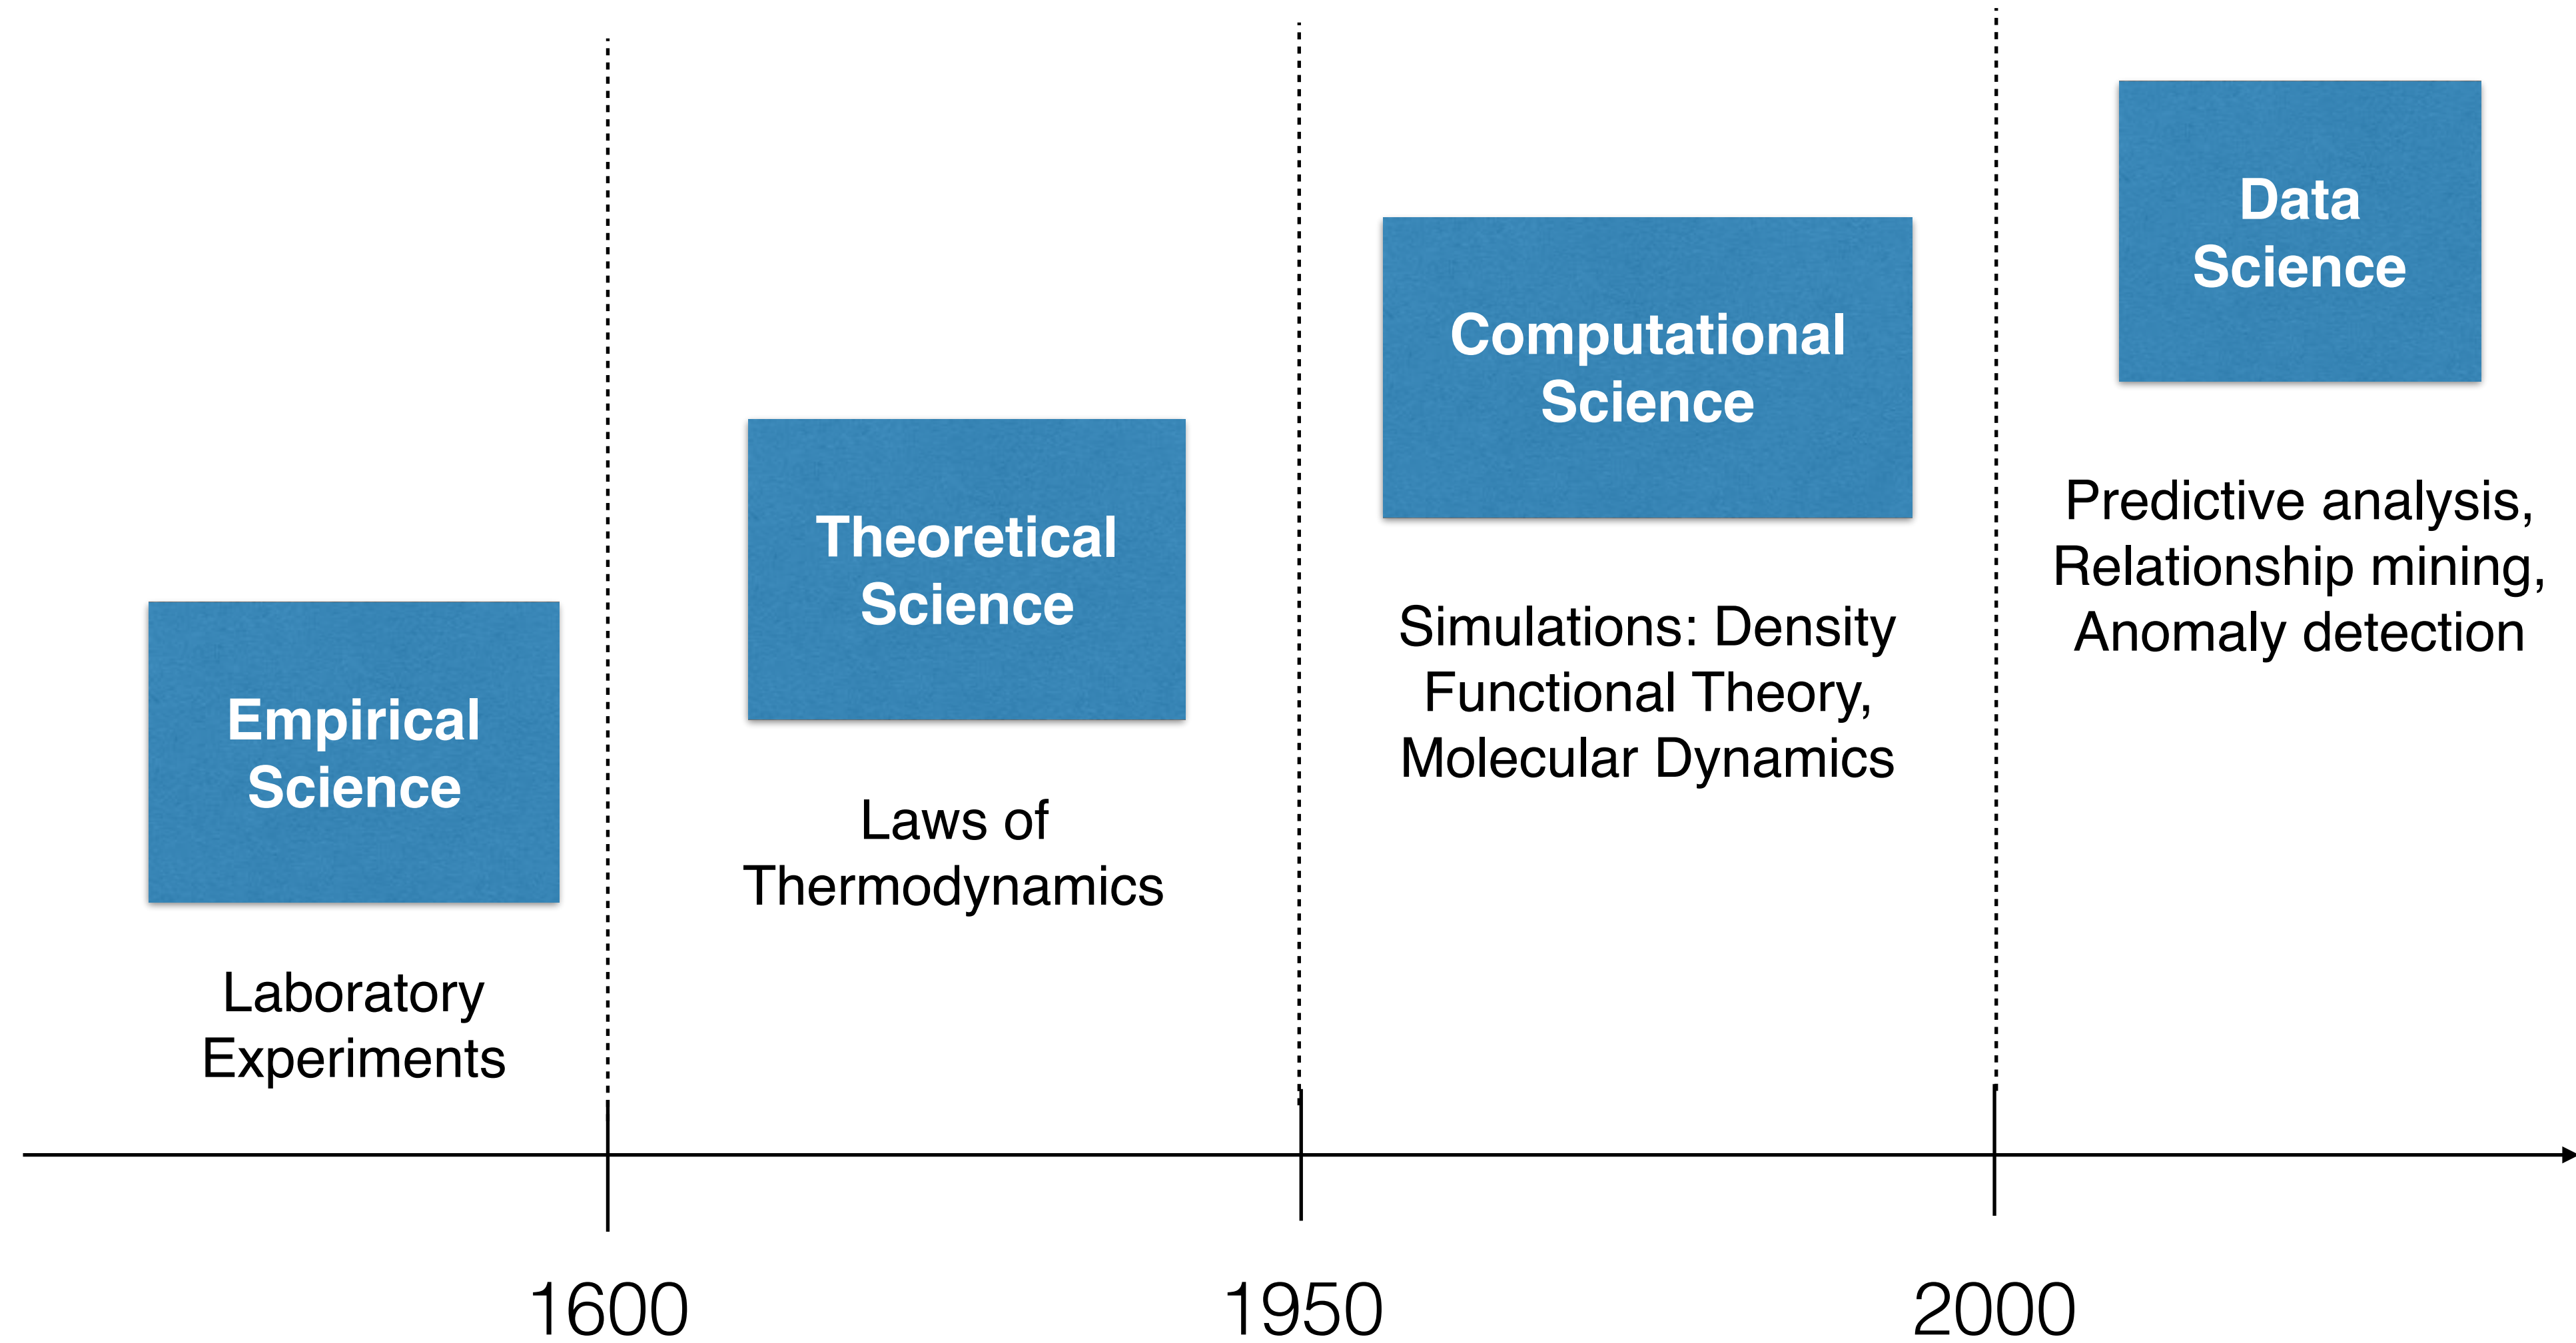 Empirical
Science
Laboratory
Experiments
Theoretical
Science
Laws of
Thermodynamics
Computational
Science
Simulations: Density
Functional Theory,
Molecular Dynamics
Data
Science
Predictive analysis,
Relationship mining,
Anomaly detection
1600
1950
2000